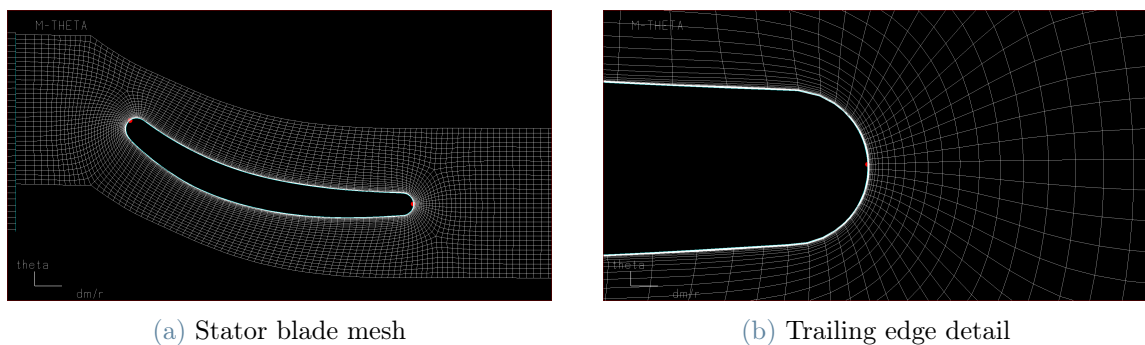 M-THETA
theta
dm/r
(a) Stator blade mesh
M-THETA
theta
dm/r
(b) Trailing edge detail